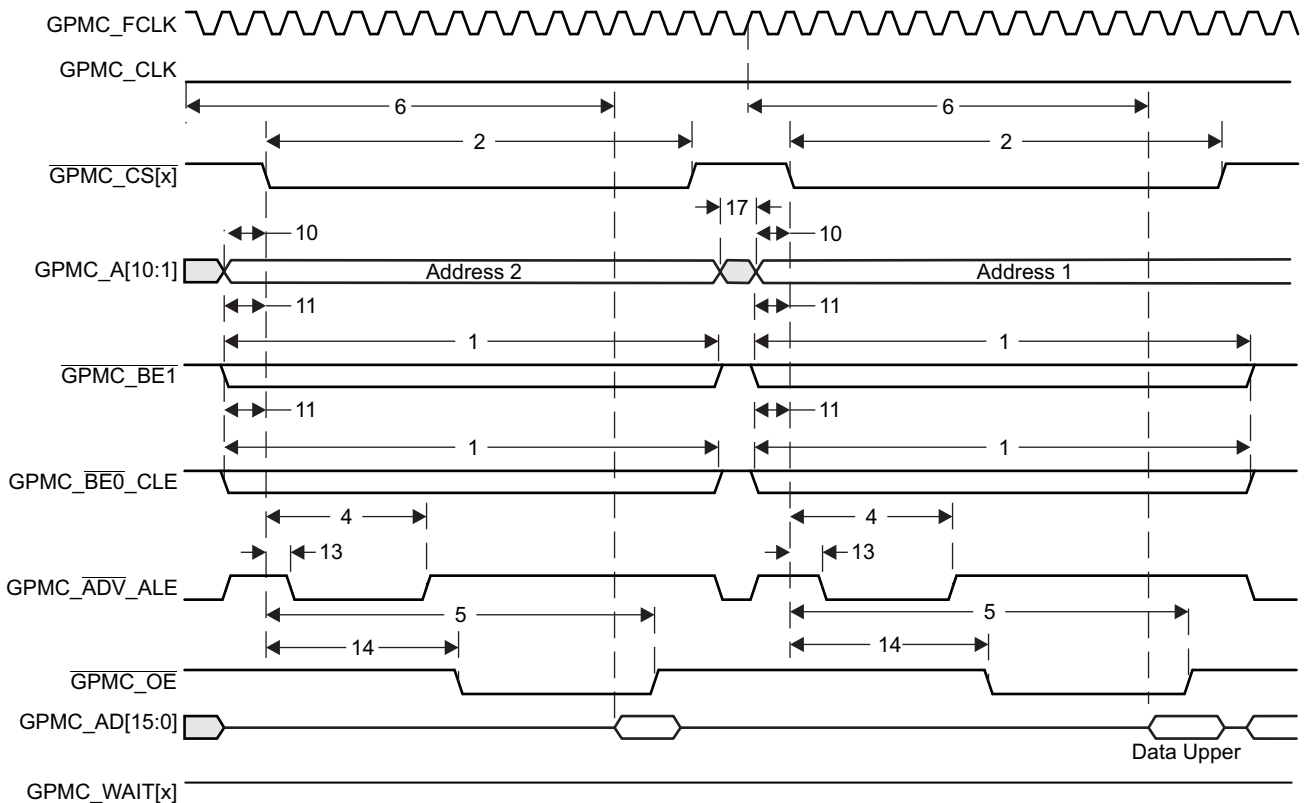 GPMC_FCLK
GPMC_CLK
6 6
2 2
GPMC_CS[x]
17
10 10
GPMC_A[10:1] Address 2 Address 1
11 11
1 1
GPMC_BE1
11 11
1 1
GPMC_BE0_CLE
4 4
13 13
GPMC_ADV_ALE
5 5
14 14
GPMC_OE
GPMC_AD[15:0]
Data Upper
GPMC_WAIT[x]